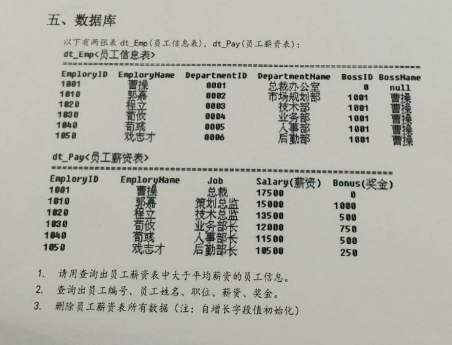 五、数据库
以下有两张表 dt_Emp(员工信息表)、dt_Pay(员工薪资表):
dt_Emp<员工信息表>
EmploryID EmploryName DepartmentID DepartmentName BossID BossName
1001 曹操 0001 总裁办公室 0 null
1010 郭嘉 0002 市场规划部 1001 曹操
1020 程立 0003 技术部 1001 曹操
1030 荀攸 0004 业务部 1001 曹操
1040 荀彧 0005 人事部 1001 曹操
1050 戏志才 0006 后勤部 1001 曹操
dt_Pay<员工薪资表>
EmploryID EmploryName Job Salary(薪资) Bonus(奖金)
1001 曹操 总裁 17500 0
1010 郭嘉 策划总监 15000 1000
1020 程立 技术总监 13500 500
1030 荀攸 业务部长 12000 750
1040 荀彧 人事部长 11500 500
1050 戏志才 后勤部长 10500 250
1. 请用查询出员工薪资表中大于平均薪资的员工信息。
2. 查询出员工编号、员工姓名、职位、薪资、奖金。
3. 删除员工薪资表所有数据(注:自增长字段值初始化)